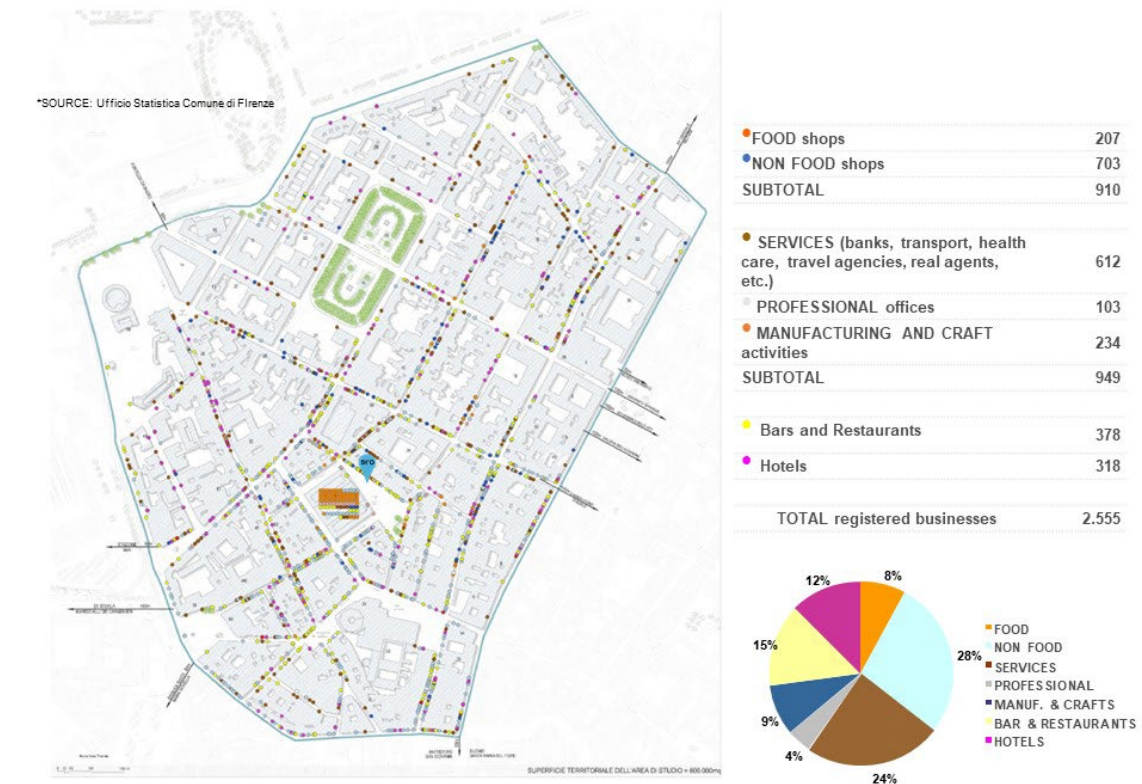 *SOURCE: Ufficio Statistica Comune di FIrenze
sro
SUPERFICIE TERRITORIALE DELL'AREA DI STUDIO = 600.000mq
FOOD shops 207
NON FOOD shops 703
SUBTOTAL 910
SERVICES (banks, transport, health
care, travel agencies, real agents,
etc.) 612
PROFESSIONAL offices 103
MANUFACTURING AND CRAFT
activities 234
SUBTOTAL 949
Bars and Restaurants 378
Hotels 318
TOTAL registered businesses 2.555
12%
8%
15%
28%
9%
4%
24%
FOOD
NON FOOD
SERVICES
PROFESSIONAL
MANUF. & CRAFTS
BAR & RESTAURANTS
HOTELS